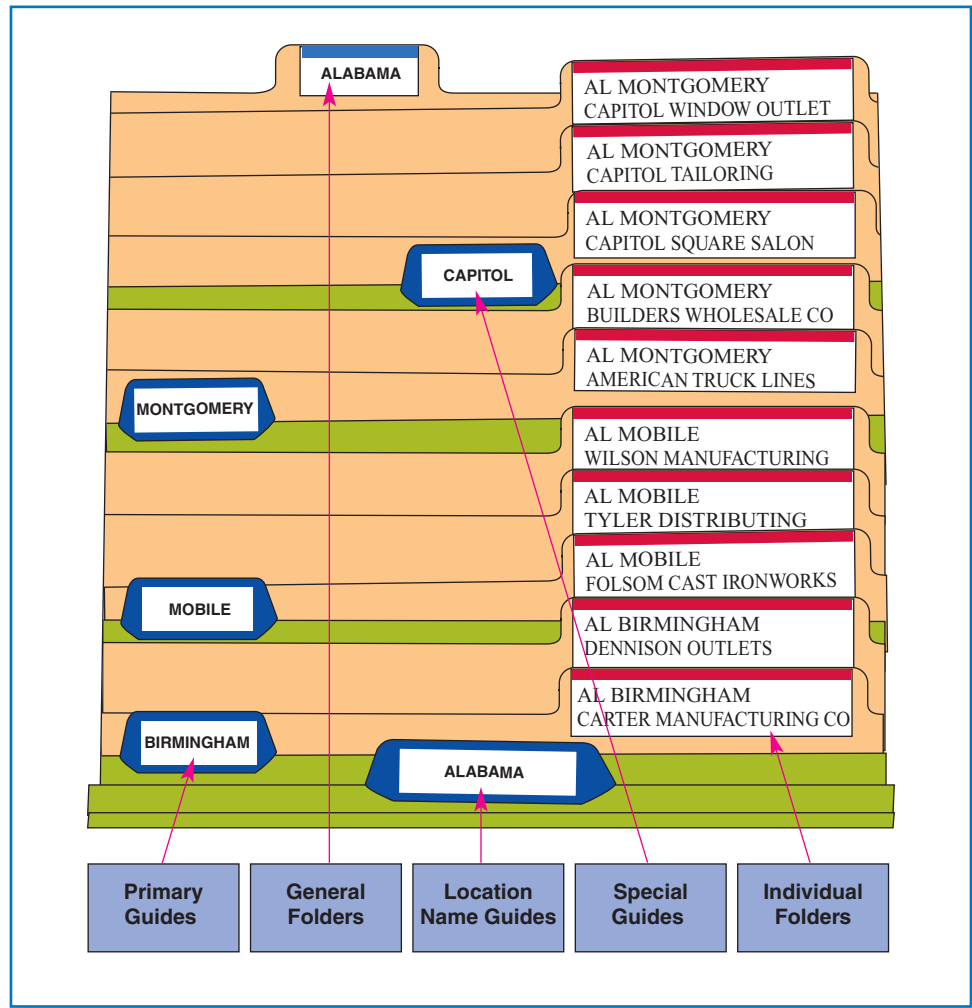 ALABAMA
AL MONTGOMERY
CAPITOL WINDOW OUTLET
AL MONTGOMERY
CAPITOL TAILORING
AL MONTGOMERY
CAPITOL SQUARE SALON
CAPITOL
AL MONTGOMERY
BUILDERS WHOLESALE CO
AL MONTGOMERY
AMERICAN TRUCK LINES
MONTGOMERY
AL MOBILE
WILSON MANUFACTURING
AL MOBILE
TYLER DISTRIBUTING
AL MOBILE
FOLSOM CAST IRONWORKS
MOBILE
AL BIRMINGHAM
DENNISON OUTLETS
AL BIRMINGHAM
CARTER MANUFACTURING CO
BIRMINGHAM
ALABAMA
Primary
Guides
General
Folders
Location
Name Guides
Special
Guides
Individual
Folders